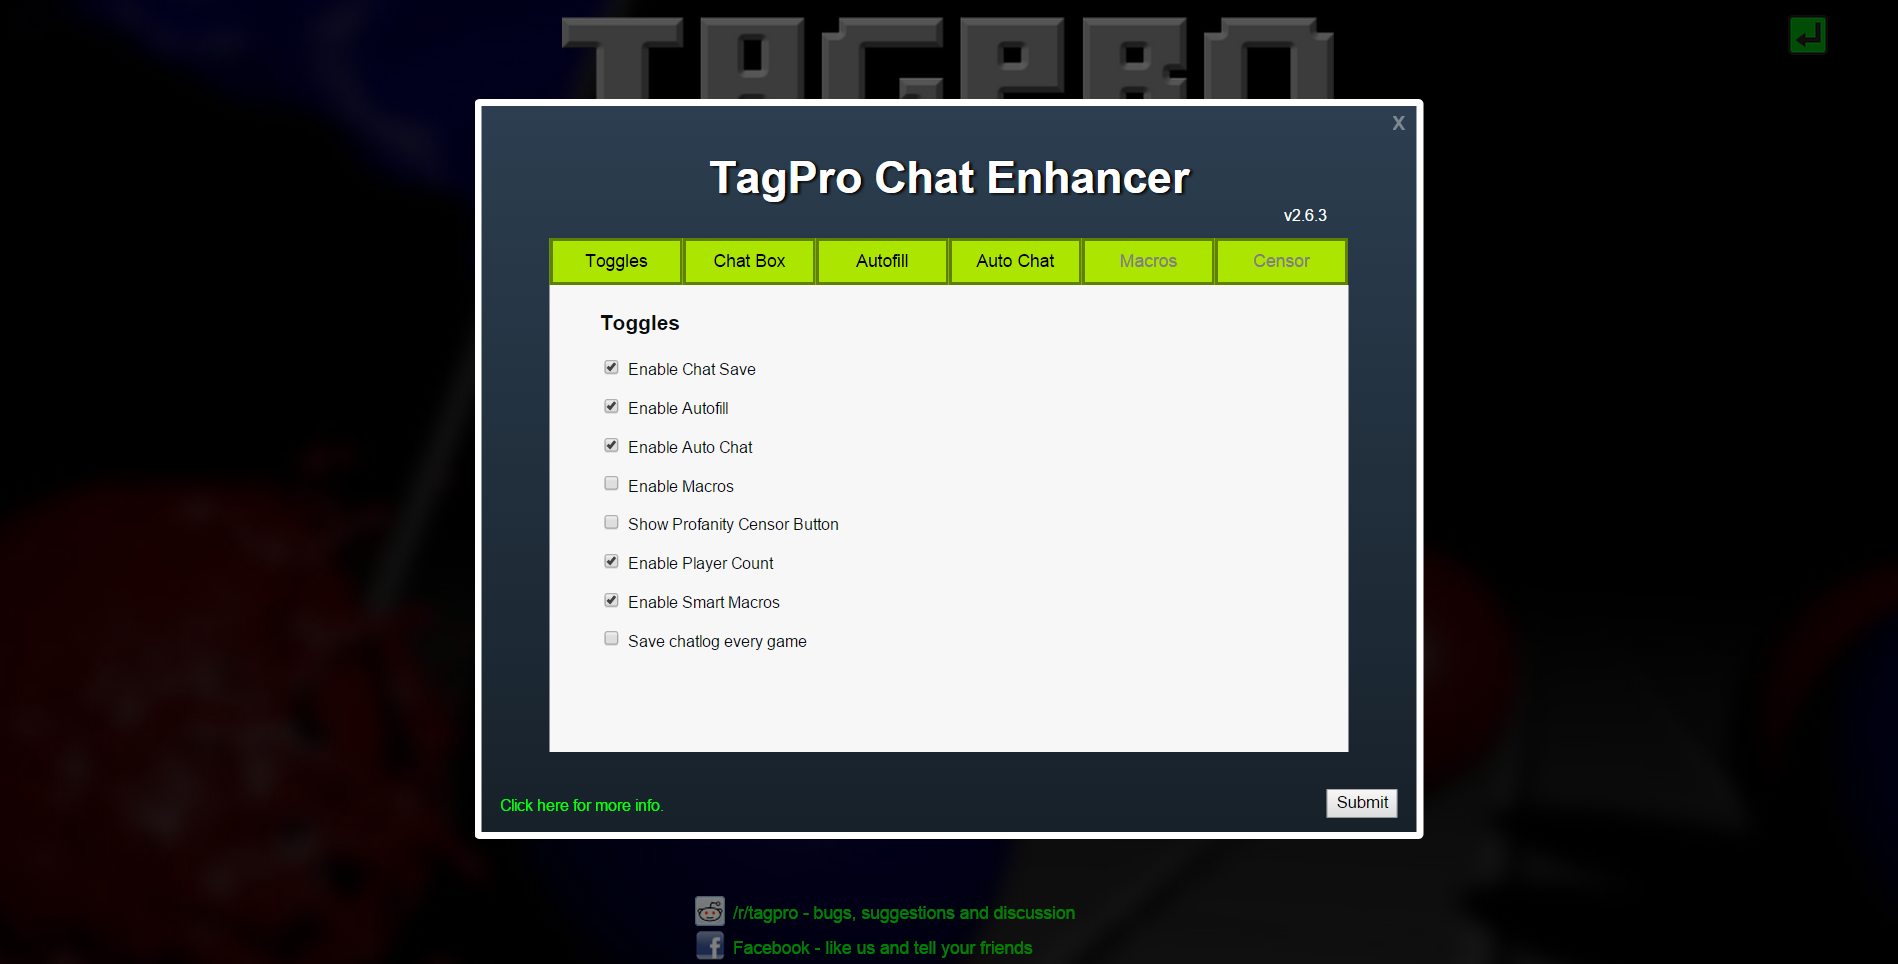 TAGPRO
X
TagPro Chat Enhancer
v2.6.3
Toggles Chat Box Autofill Auto Chat Macros Censor
Toggles
Enable Chat Save
Enable Autofill
Enable Auto Chat
Enable Macros
Show Profanity Censor Button
Enable Player Count
Enable Smart Macros
Save chatlog every game
Click here for more info.
Submit
/r/tagpro - bugs, suggestions and discussion
Facebook - like us and tell your friends